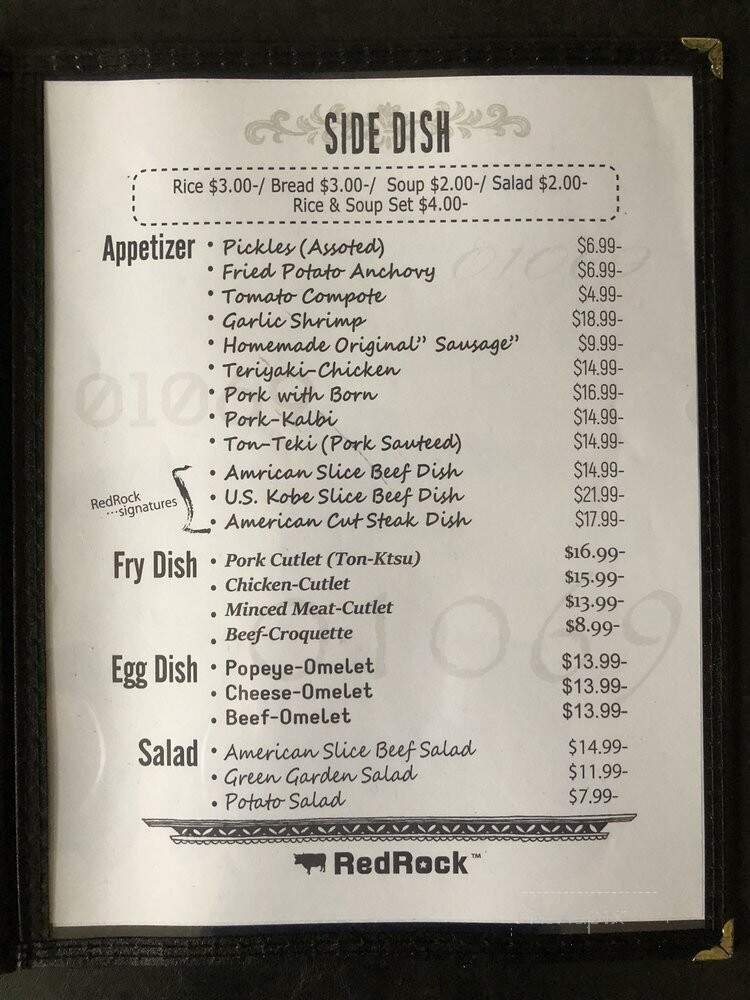 SIDE DISH
Rice $3.00-/ Bread $3.00-/ Soup $2.00-/ Salad $2.00-
Rice & Soup Set $4.00-
Appetizer • Pickles (Assoted) $6.99-
• Fried Potato Anchovy $6.99-
• Tomato Compote $4.99-
• Garlic Shrimp $18.99-
• Homemade Original" Sausage" $9.99-
• Teriyaki-Chicken $14.99-
• Pork with Born $16.99-
• Pork-Kalbi $14.99-
• Ton-Teki (Pork Sauteed) $14.99-
RedRock
...signatures
• Amrican Slice Beef Dish $14.99-
• U.S. Kobe Slice Beef Dish $21.99-
• American Cut Steak Dish $17.99-
Fry Dish • Pork Cutlet (Ton-Ktsu) $16.99-
• Chicken-Cutlet $15.99-
• Minced Meat-Cutlet $13.99-
• Beef-Croquette $8.99-
Egg Dish • Popeye-Omelet $13.99-
• Cheese-Omelet $13.99-
• Beef-Omelet $13.99-
Salad • American Slice Beef Salad $14.99-
• Green Garden Salad $11.99-
• Potato Salad $7.99-
RedRock™